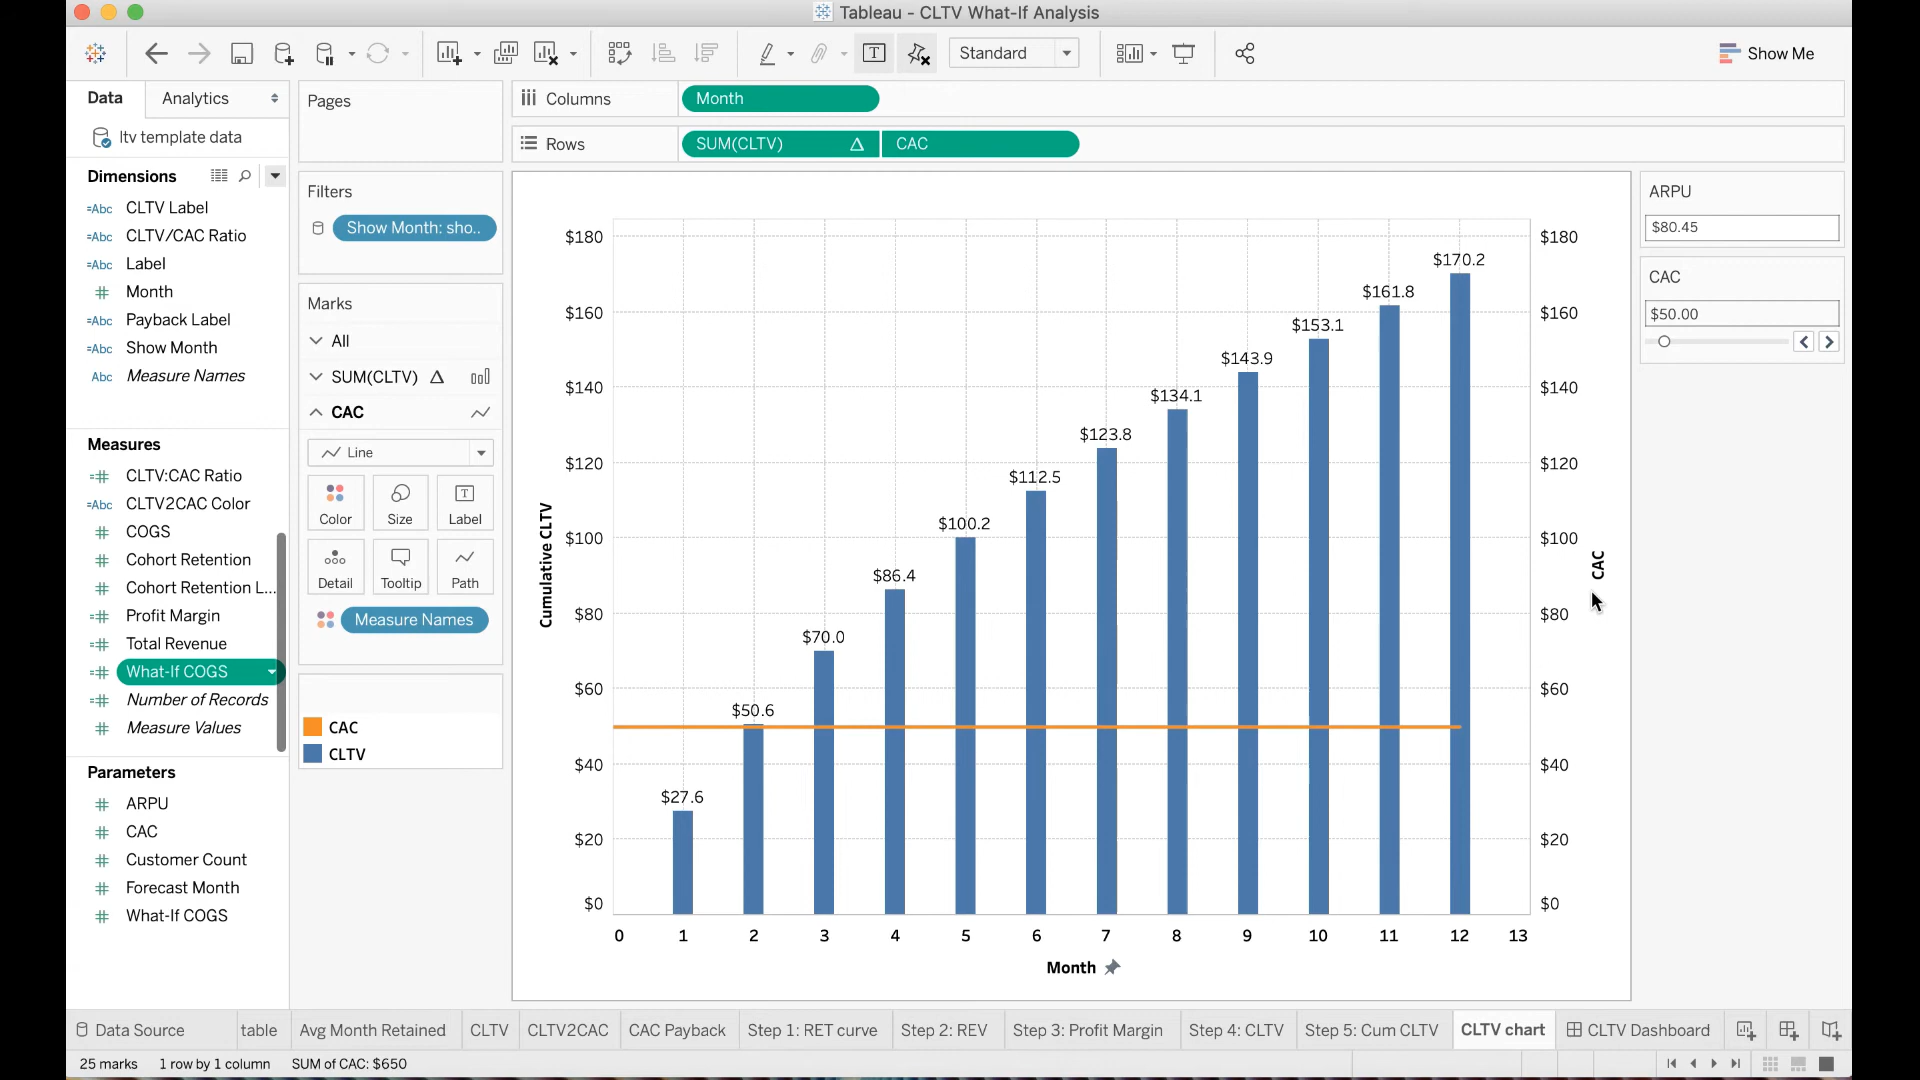 Tableau - CLTV What-If Analysis
Standard
Show Me
Data
Analytics
ltv template data
Dimensions
=Abc CLTV Label
=Abc CLTV/CAC Ratio
=Abc Label
Month
=Abc Payback Label
=Abc Show Month
Abc Measure Names
Measures
CLTV:CAC Ratio
=Abc CLTV2CAC Color
COGS
Cohort Retention
Cohort Retention L...
Profit Margin
Total Revenue
What-If COGS
Number of Records
Measure Values
Parameters
ARPU
CAC
Customer Count
Forecast Month
What-If COGS
Pages
Filters
Show Month: sho..
Marks
All
SUM(CLTV) Δ
CAC
Line
Color
Size
Label
Detail
Tooltip
Path
Measure Names
CAC
CLTV
Columns
Month
Rows
SUM(CLTV) Δ
CAC
Cumulative CLTV
$180
$160
$140
$120
$100
$80
$60
$40
$20
$0
$27.6
$50.6
$70.0
$86.4
$100.2
$112.5
$123.8
$134.1
$143.9
$153.1
$161.8
$170.2
$180
$160
$140
$120
$100
$80
$60
$40
$20
$0
CAC
0 1 2 3 4 5 6 7 8 9 10 11 12 13
Month
ARPU
$80.45
CAC
$50.00
Data Source
table
Avg Month Retained
CLTV
CLTV2CAC
CAC Payback
Step 1: RET curve
Step 2: REV
Step 3: Profit Margin
Step 4: CLTV
Step 5: Cum CLTV
CLTV chart
CLTV Dashboard
25 marks
1 row by 1 column
SUM of CAC: $650